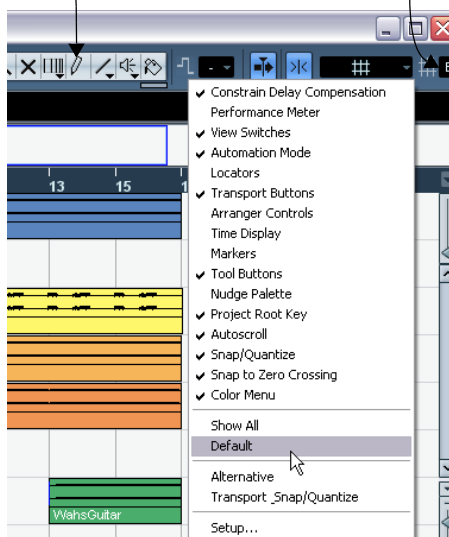 Constrain Delay Compensation
Performance Meter
View Switches
Automation Mode
Locators
13 15 1
Transport Buttons
Arranger Controls
Time Display
Markers
Tool Buttons
Nudge Palette
Project Root Key
Autoscroll
Snap/Quantize
Snap to Zero Crossing
Color Menu
Show All
Default
Alternative
Transport_Snap/Quantize
WahsGuitar
Setup...